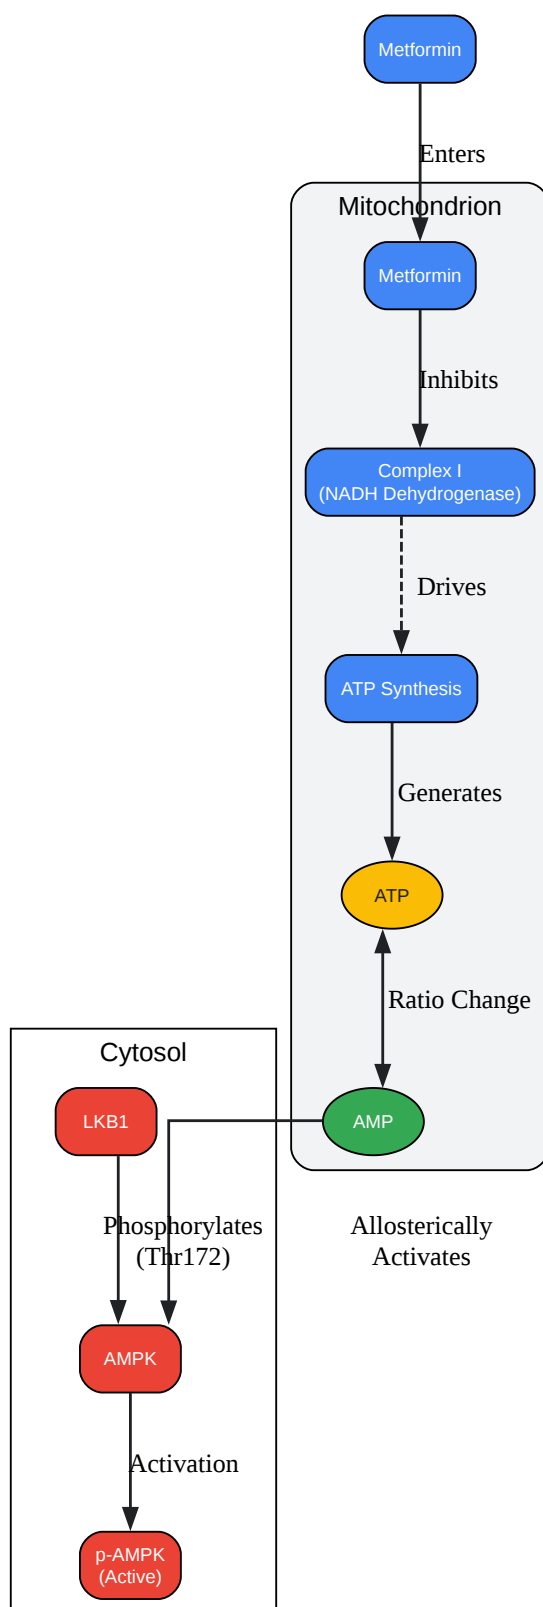 Metformin
Enters
Mitochondrion
Metformin
Inhibits
Complex I
(NADH Dehydrogenase)
Drives
ATP Synthesis
Generates
ATP
Ratio Change
Cytosol
LKB1
AMP
Phosphorylates
(Thr172)
Allosterically
Activates
AMPK
Activation
p-AMPK
(Active)